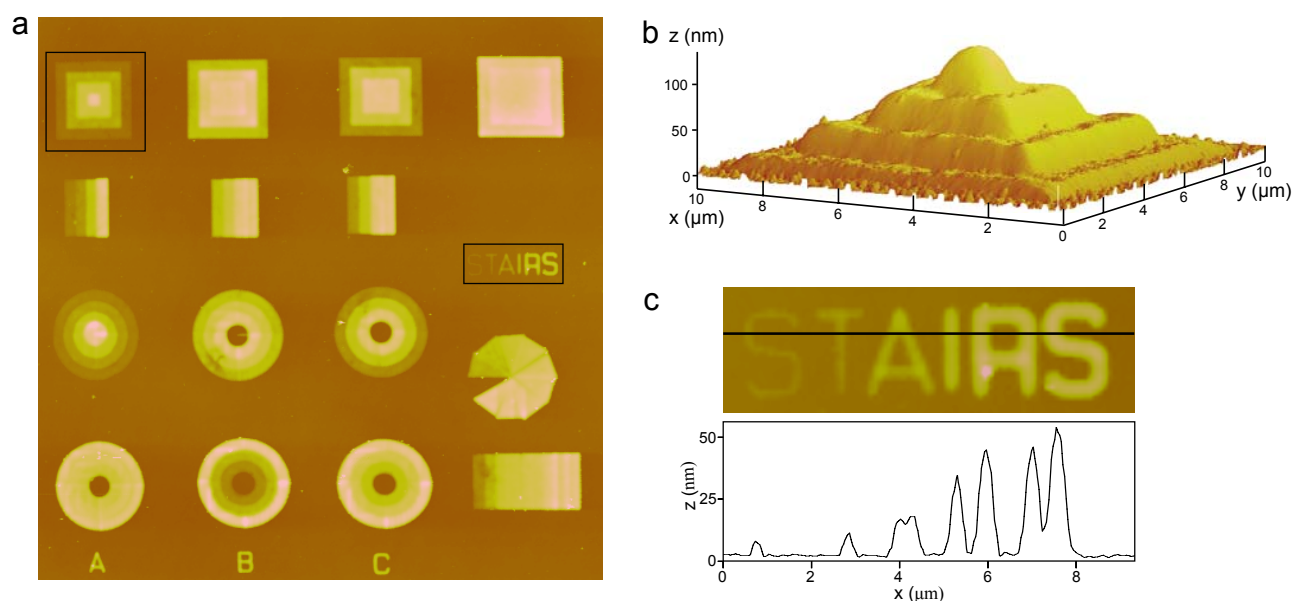 a
STAIRS
A B C
b
z (nm)
100
50
0
10 8 6 4 2 0
x (µm)
2 4 6 8 10
y (µm)
c
STAIRS
50
25
0
z (nm)
0 2 4 6 8
x (µm)